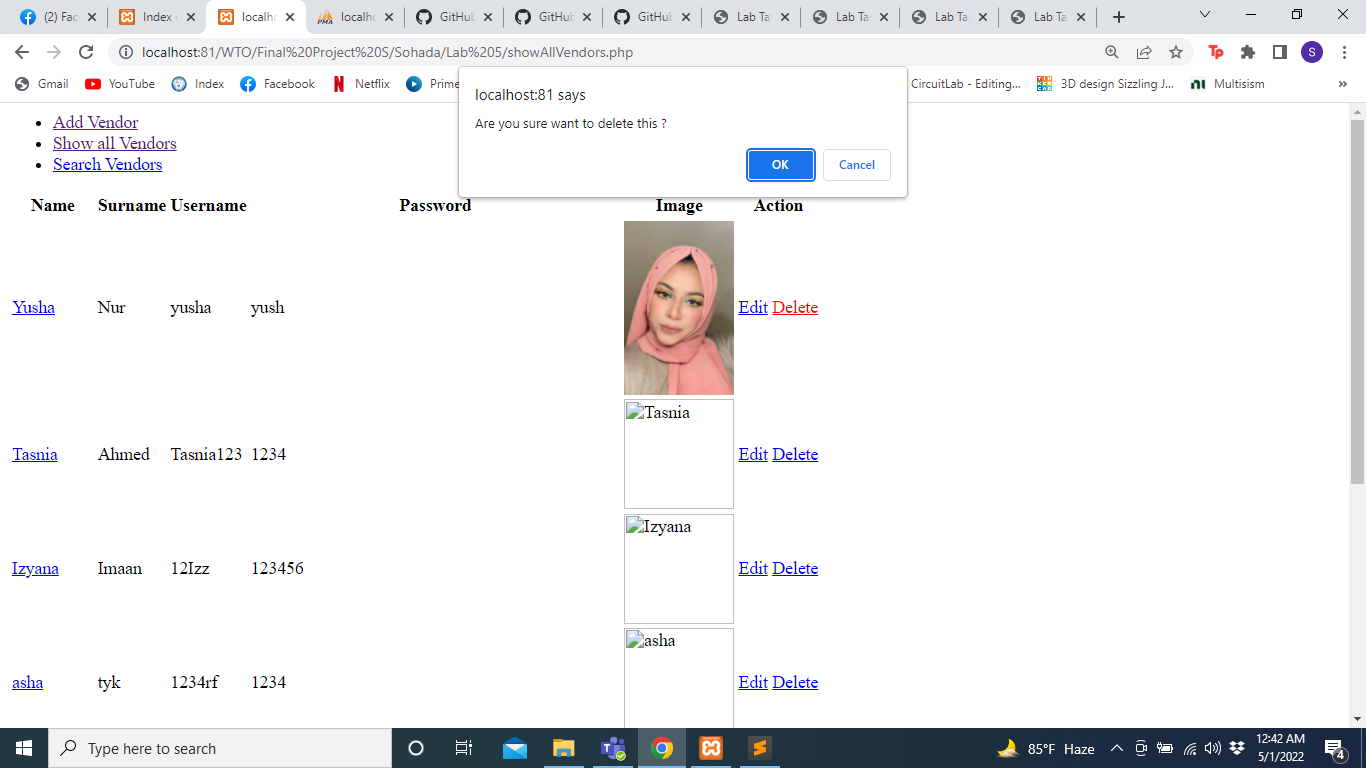 (2) Fac
Index
localho
localho
GitHub
GitHub
GitHub
Lab Ta
Lab Ta
Lab Ta
Lab Ta
localhost:81/WTO/Final%20Project%20S/Sohada/Lab%205/showAllVendors.php
Gmail YouTube Index Facebook Netflix Prime CircuitLab - Editing... 3D design Sizzling J... Multisism
localhost:81 says
Are you sure want to delete this ?
OK Cancel
Add Vendor
Show all Vendors
Search Vendors
Name Surname Username Password Image Action
Yusha Nur yusha yush Edit Delete
Tasnia
Tasnia Ahmed Tasnia123 1234 Edit Delete
Izyana
Izyana Imaan 12Izz 123456 Edit Delete
asha
asha tyk 1234rf 1234 Edit Delete
Type here to search
85°F Haze
12:42 AM
5/1/2022
4